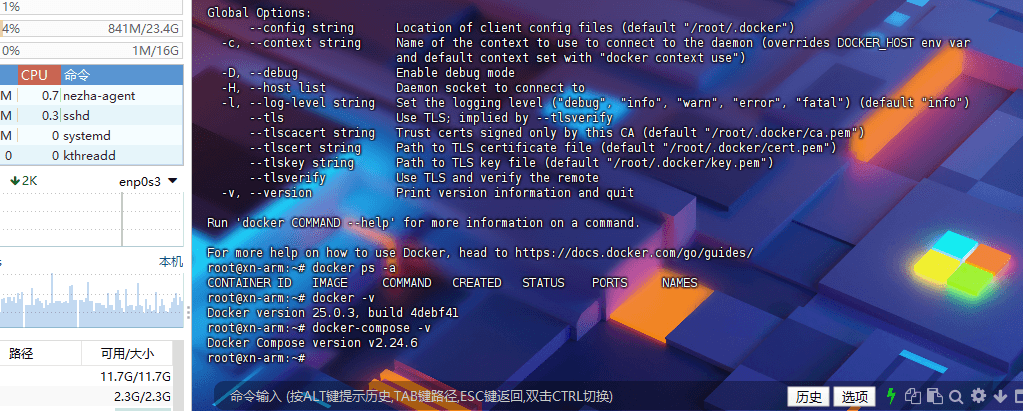 1%
4%
841M/23.4G
0%
1M/16G
CPU 命令
M 0.7 nezha-agent
M 0.3 sshd
M 0 systemd
0 0 kthreadd
2K enp0s3
s 本机
路径 可用/大小
11.7G/11.7G
2.3G/2.3G
Global Options:
      --config string      Location of client config files (default "/root/.docker")
  -c, --context string     Name of the context to use to connect to the daemon (overrides DOCKER_HOST env var
                           and default context set with "docker context use")
  -D, --debug              Enable debug mode
  -H, --host list          Daemon socket to connect to
  -l, --log-level string   Set the logging level ("debug", "info", "warn", "error", "fatal") (default "info")
      --tls                Use TLS; implied by --tlsverify
      --tlscacert string   Trust certs signed only by this CA (default "/root/.docker/ca.pem")
      --tlscert string     Path to TLS certificate file (default "/root/.docker/cert.pem")
      --tlskey string      Path to TLS key file (default "/root/.docker/key.pem")
      --tlsverify          Use TLS and verify the remote
  -v, --version            Print version information and quit
Run 'docker COMMAND --help' for more information on a command.
For more help on how to use Docker, head to https://docs.docker.com/go/guides/
root@xn-arm:~# docker ps -a
CONTAINER ID   IMAGE     COMMAND   CREATED   STATUS    PORTS     NAMES
root@xn-arm:~# docker -v
Docker version 25.0.3, build 4debf41
root@xn-arm:~# docker-compose -v
Docker Compose version v2.24.6
root@xn-arm:~#
命令输入 (按ALT键提示历史,TAB键路径,ESC键返回,双击CTRL切换) 历史 选项